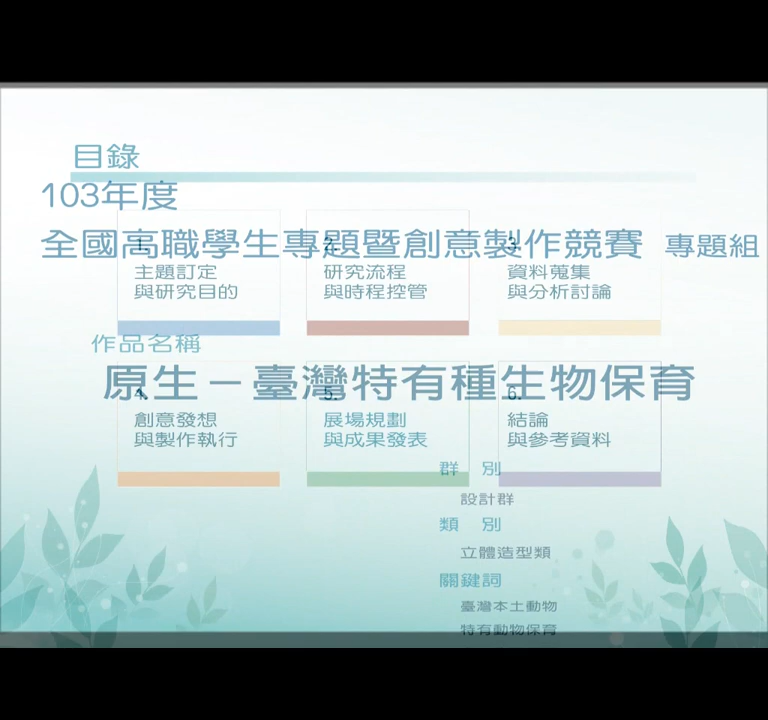 目錄
103年度
全國高職學生專題暨創意製作競賽 專題組
1.
主題訂定
與研究目的
2.
研究流程
與時程控管
3.
資料蒐集
與分析討論
作品名稱
原生－臺灣特有種生物保育
4.
創意發想
與製作執行
5.
展場規劃
與成果發表
6.
結論
與參考資料
群 別
設計群
類 別
立體造型類
關鍵詞
臺灣本土動物
特有動物保育